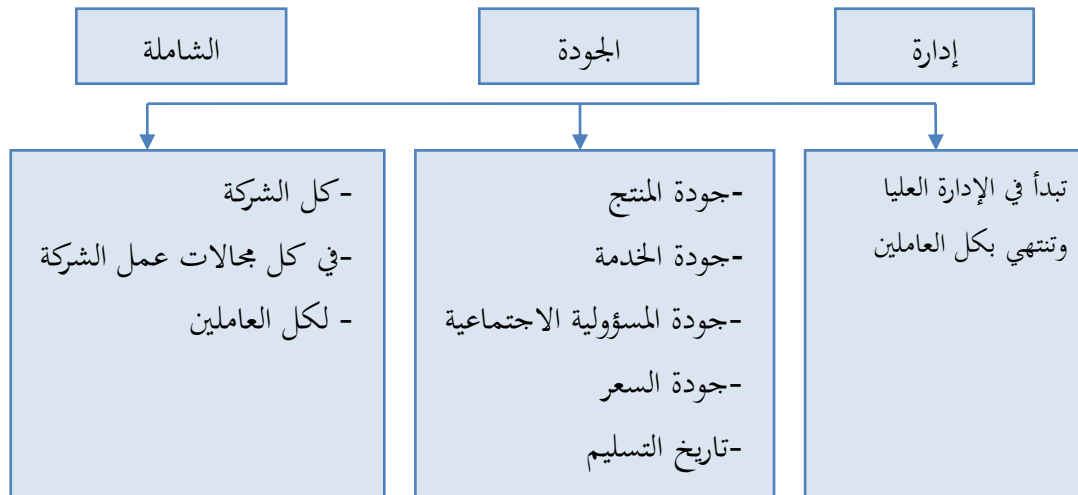 إدارة
الجودة
الشاملة
تبدأ في الإدارة العليا
وتنتهي بكل العاملين
-جودة المنتج
-جودة الخدمة
-جودة المسؤولية الاجتماعية
-جودة السعر
-تاريخ التسليم
-كل الشركة
-في كل مجالات عمل الشركة
- لكل العاملين